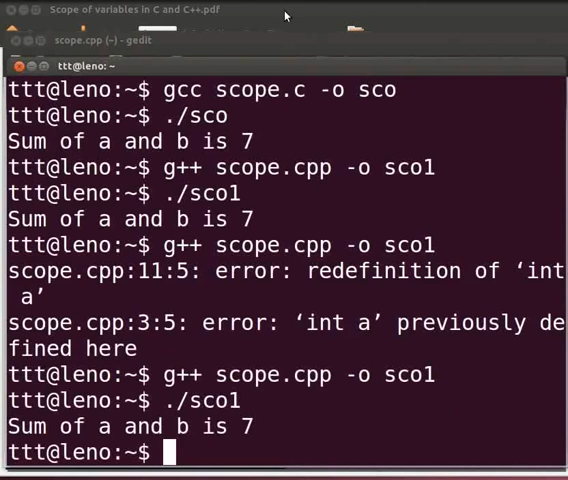 Scope of variables in C and C++.pdf
scope.cpp (~) - gedit
ttt@leno: ~
ttt@leno:~$ gcc scope.c -o sco
ttt@leno:~$ ./sco
Sum of a and b is 7
ttt@leno:~$ g++ scope.cpp -o sco1
ttt@leno:~$ ./sco1
Sum of a and b is 7
ttt@leno:~$ g++ scope.cpp -o sco1
scope.cpp:11:5: error: redefinition of ‘int
a’
scope.cpp:3:5: error: ‘int a’ previously de
fined here
ttt@leno:~$ g++ scope.cpp -o sco1
ttt@leno:~$ ./sco1
Sum of a and b is 7
ttt@leno:~$